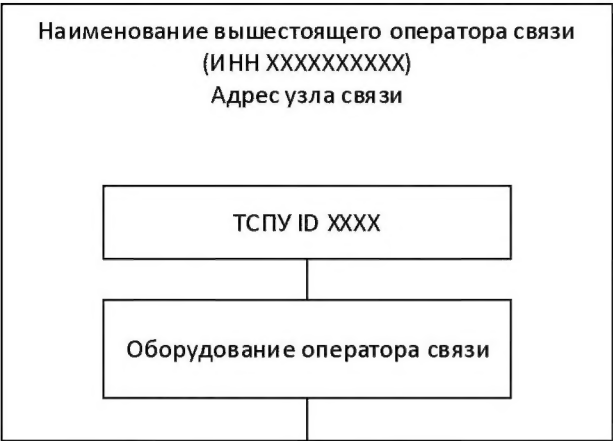 Наименование вышестоящего оператора связи
(ИНН XXXXXXXXXX)
Адрес узла связи
ТСПУ ID XXXX
Оборудование оператора связи